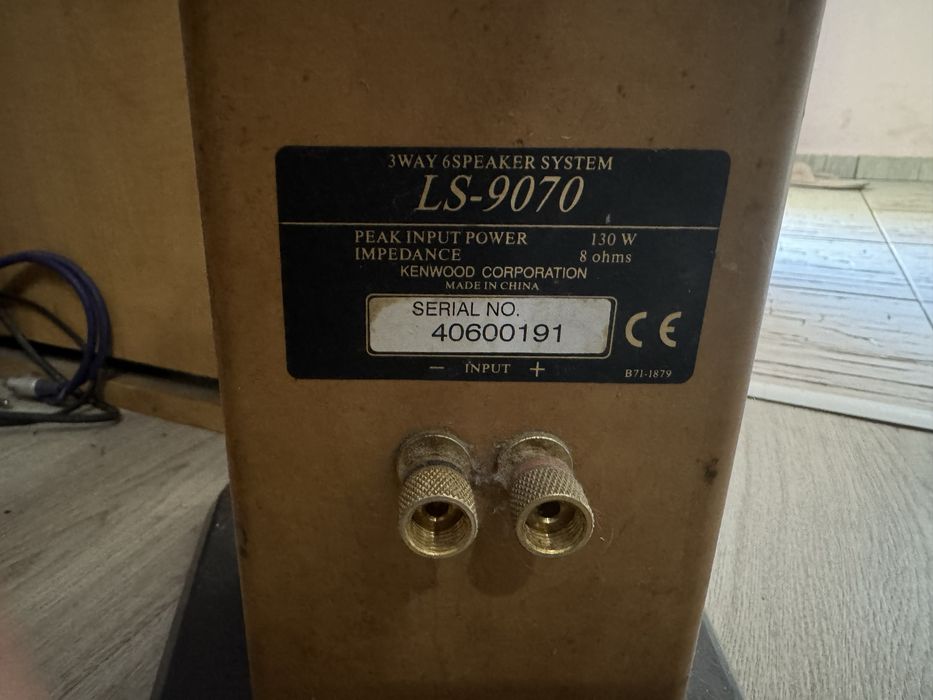 3WAY 6SPEAKER SYSTEM
LS-9070
PEAK INPUT POWER 130 W
IMPEDANCE 8 ohms
KENWOOD CORPORATION
MADE IN CHINA
SERIAL NO.
40600191
CE
− INPUT +
B71-1879